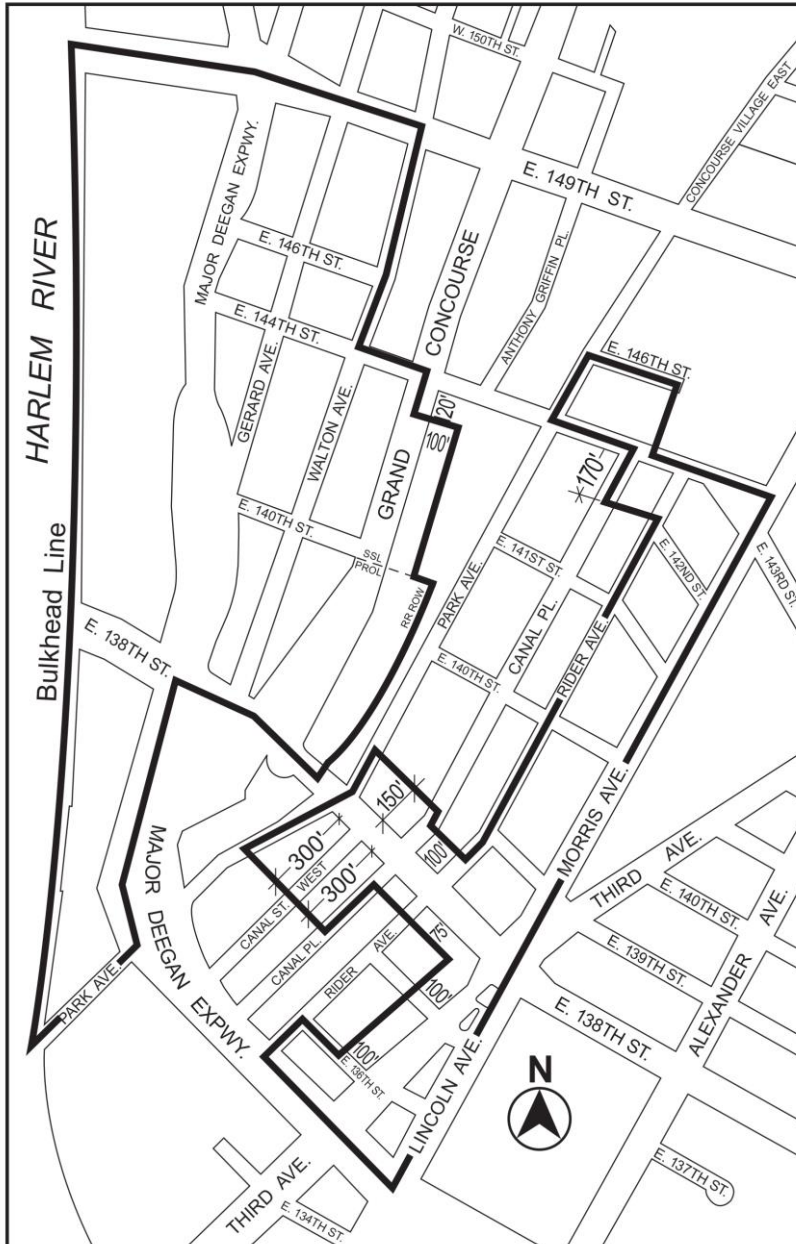 W. 150TH ST.
CONCOURSE VILLAGE EAST
E. 149TH ST.
MAJOR DEEGAN EXPWY.
HARLEM RIVER
Bulkhead Line
E. 146TH ST.
CONCOURSE
ANTHONY GRIFFIN PL.
E. 144TH ST.
E. 146TH ST.
GERARD AVE.
WALTON AVE.
GRAND
20'
100'
170'
E. 140TH ST.
SSL
PROL
RR ROW
PARK AVE.
E. 141ST ST.
E. 142ND ST.
E. 143RD ST.
CANAL PL.
RIDER AVE.
E. 138TH ST.
E. 140TH ST.
MORRIS AVE.
150'
100'
MAJOR DEEGAN EXPWY.
300'
300'
CANAL ST. WEST
CANAL PL.
RIDER AVE.
75'
100'
THIRD AVE.
E. 140TH ST.
E. 139TH ST.
ALEXANDER AVE.
E. 138TH ST.
PARK AVE.
100'
E. 136TH ST.
LINCOLN AVE.
N
E. 137TH ST.
THIRD AVE.
E. 134TH ST.